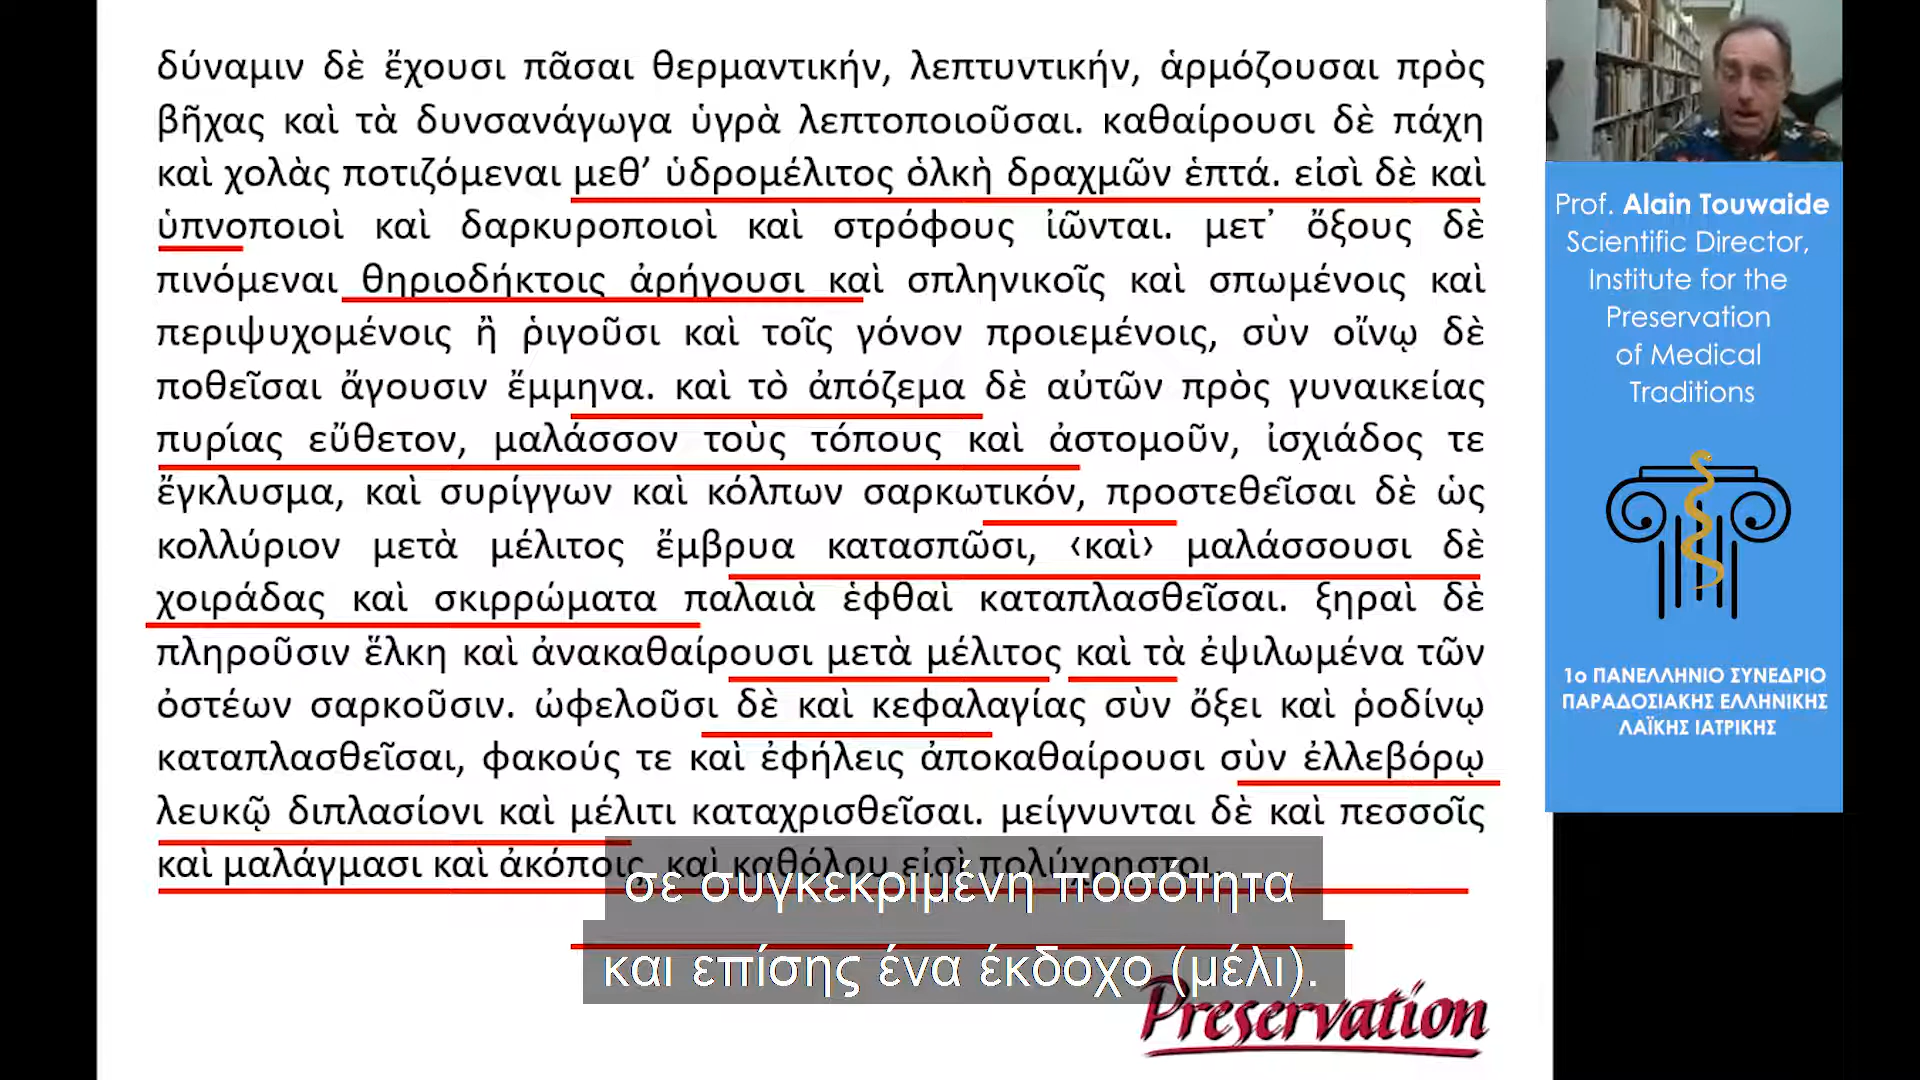 δύναμιν δὲ ἔχουσι πᾶσαι θερμαντικήν, λεπτυντικήν, ἁρμόζουσαι πρὸς
βῆχας καὶ τὰ δυνσανάγωγα ὑγρὰ λεπτοποιοῦσαι. καθαίρουσι δὲ πάχη
καὶ χολὰς ποτιζόμεναι μεθ’ ὑδρομέλιτος ὁλκὴ δραχμῶν ἑπτά. εἰσὶ δὲ καὶ
ὑπνοποιοὶ καὶ δαρκυροποιοὶ καὶ στρόφους ἰῶνται. μετ᾽ ὄξους δὲ
πινόμεναι θηριοδήκτοις ἀρήγουσι καὶ σπληνικοῖς καὶ σπωμένοις καὶ
περιψυχομένοις ἢ ῥιγοῦσι καὶ τοῖς γόνον προιεμένοις, σὺν οἴνῳ δὲ
ποθεῖσαι ἄγουσιν ἔμμηνα. καὶ τὸ ἀπόζεμα δὲ αὐτῶν πρὸς γυναικείας
πυρίας εὔθετον, μαλάσσον τοὺς τόπους καὶ ἀστομοῦν, ἰσχιάδος τε
ἔγκλυσμα, καὶ συρίγγων καὶ κόλπων σαρκωτικόν, προστεθεῖσαι δὲ ὡς
κολλύριον μετὰ μέλιτος ἔμβρυα κατασπῶσι, ‹καὶ› μαλάσσουσι δὲ
χοιράδας καὶ σκιρρώματα παλαιὰ ἑφθαὶ καταπλασθεῖσαι. ξηραὶ δὲ
πληροῦσιν ἕλκη καὶ ἀνακαθαίρουσι μετὰ μέλιτος καὶ τὰ ἐψιλωμένα τῶν
ὀστέων σαρκοῦσιν. ὠφελοῦσι δὲ καὶ κεφαλαγίας σὺν ὄξει καὶ ῥοδίνῳ
καταπλασθεῖσαι, φακούς τε καὶ ἐφήλεις ἀποκαθαίρουσι σὺν ἐλλεβόρῳ
λευκῷ διπλασίονι καὶ μέλιτι καταχρισθεῖσαι. μείγνυνται δὲ καὶ πεσσοῖς
καὶ μαλάγμασι καὶ ἀκόποις, καὶ καθόλου εἰσὶ πολύχρηστοι.
σε συγκεκριμένη ποσότητα
και επίσης ένα έκδοχο (μέλι).
Preservation
Prof. Alain Touwaide
Scientific Director,
Institute for the
Preservation
of Medical
Traditions
1ο ΠΑΝΕΛΛΗΝΙΟ ΣΥΝΕΔΡΙΟ
ΠΑΡΑΔΟΣΙΑΚΗΣ ΕΛΛΗΝΙΚΗΣ
ΛΑΪΚΗΣ ΙΑΤΡΙΚΗΣ